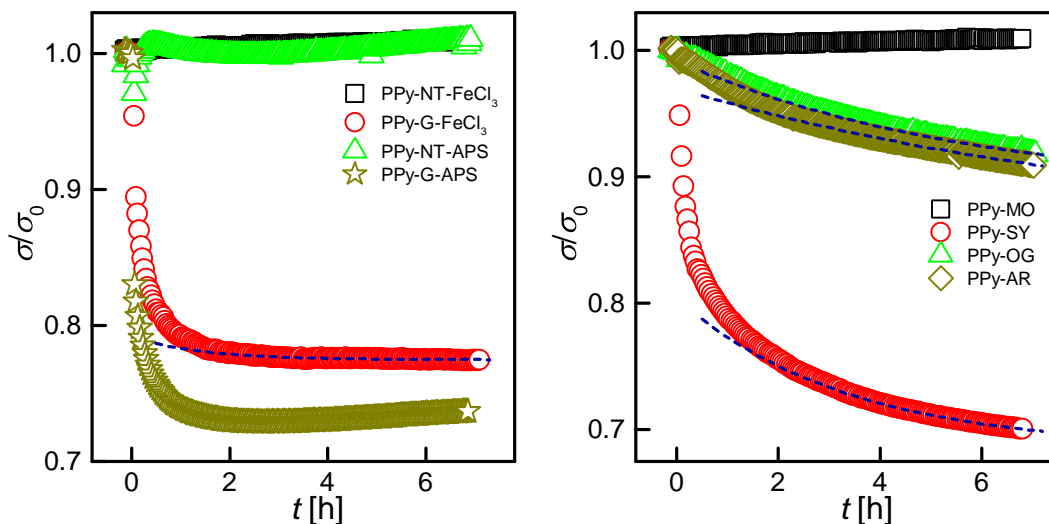 1.0
0.9
0.8
0.7
σ/σ₀
0 2 4 6
t [h]
PPy-NT-FeCl₃
PPy-G-FeCl₃
PPy-NT-APS
PPy-G-APS
1.0
0.9
0.8
0.7
σ/σ₀
0 2 4 6
t [h]
PPy-MO
PPy-SY
PPy-OG
PPy-AR